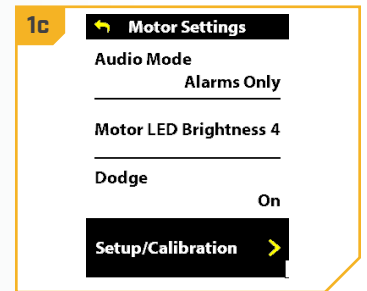 1c
Motor Settings
Audio Mode
Alarms Only
Motor LED Brightness 4
Dodge
On
Setup/Calibration